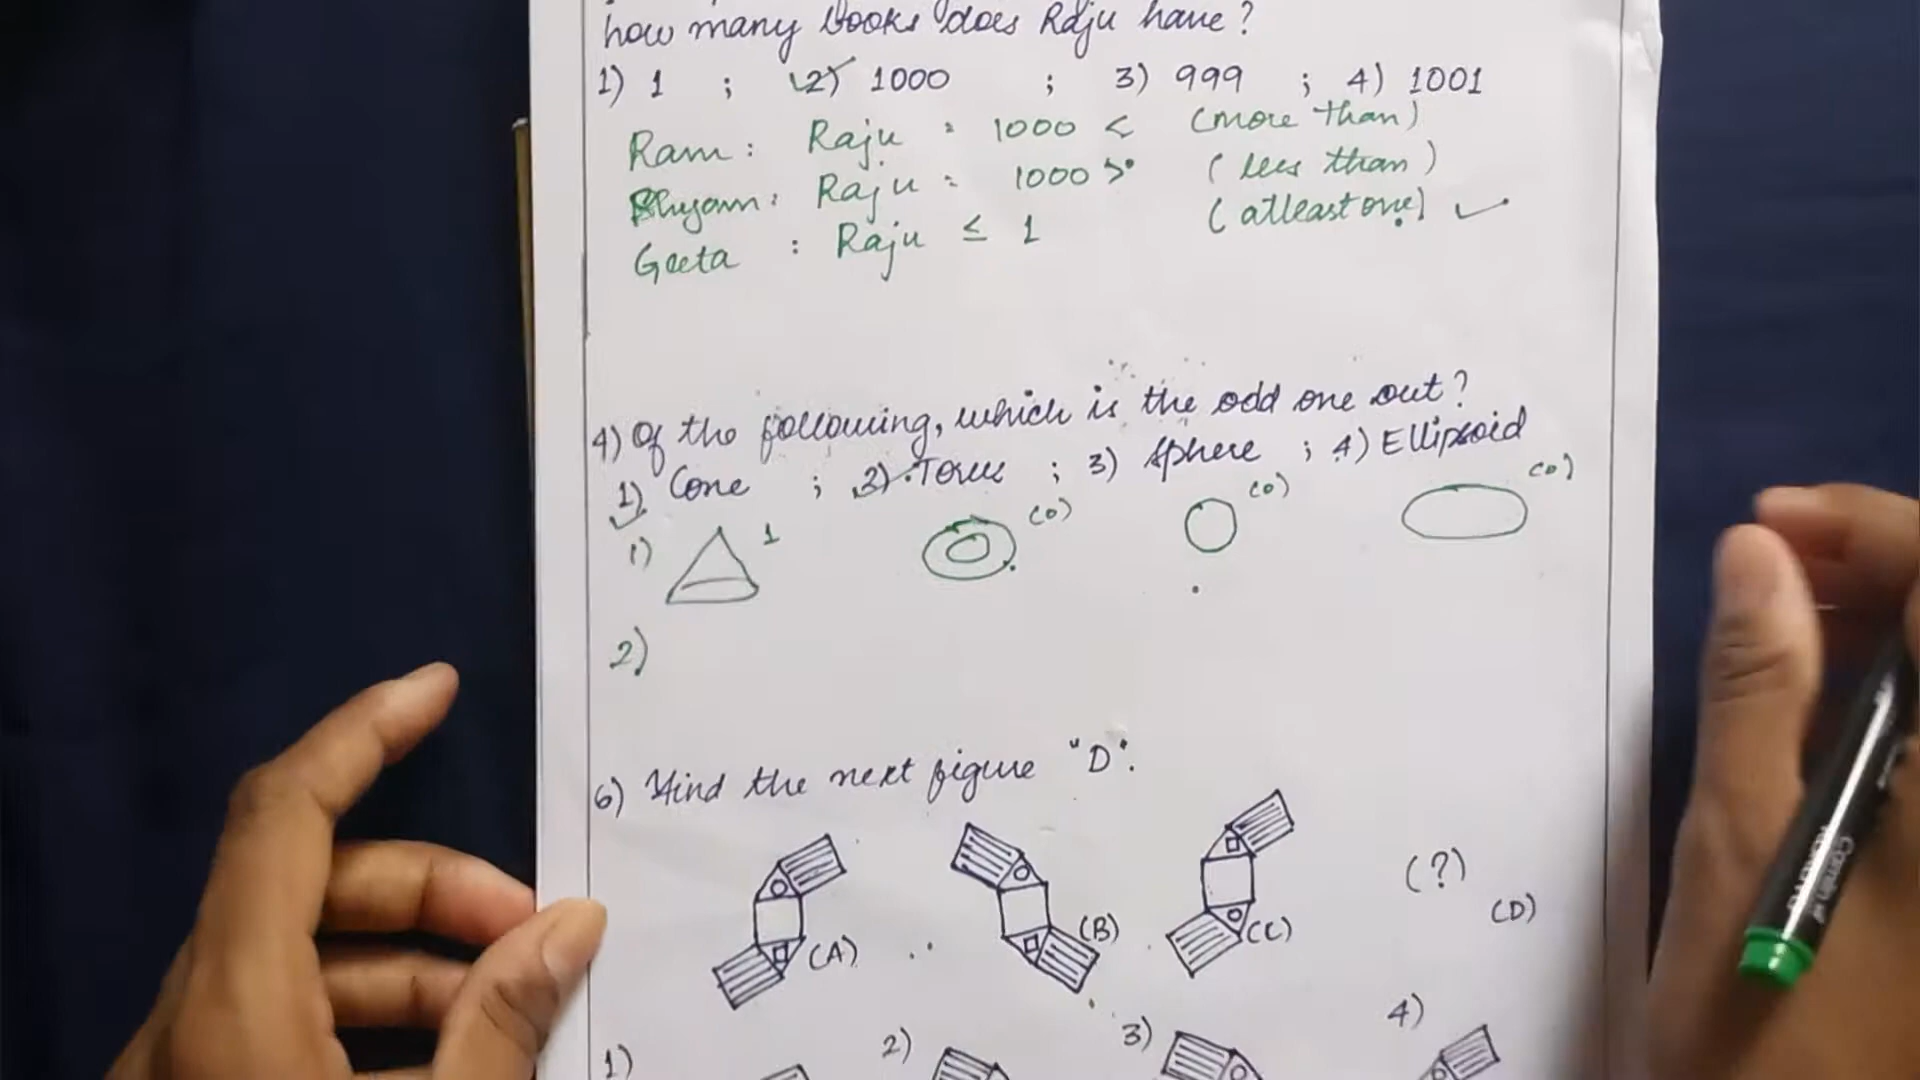 how many books does Raju have?
1) 1 ; 2) 1000 ; 3) 999 ; 4) 1001
Ram: Raju = 1000 < (more than)
Shyam: Raju = 1000 > (less than)
Geeta : Raju ≤ 1 (atleast one)
4) Of the following, which is the odd one out?
1) Cone ; 2) Torus ; 3) Sphere ; 4) Ellipsoid
1) 1 (0) (0) (0)
2)
6) Find the next figure "D".
(A) (B) (C) (?) (D)
1) 2) 3) 4)
Camlin